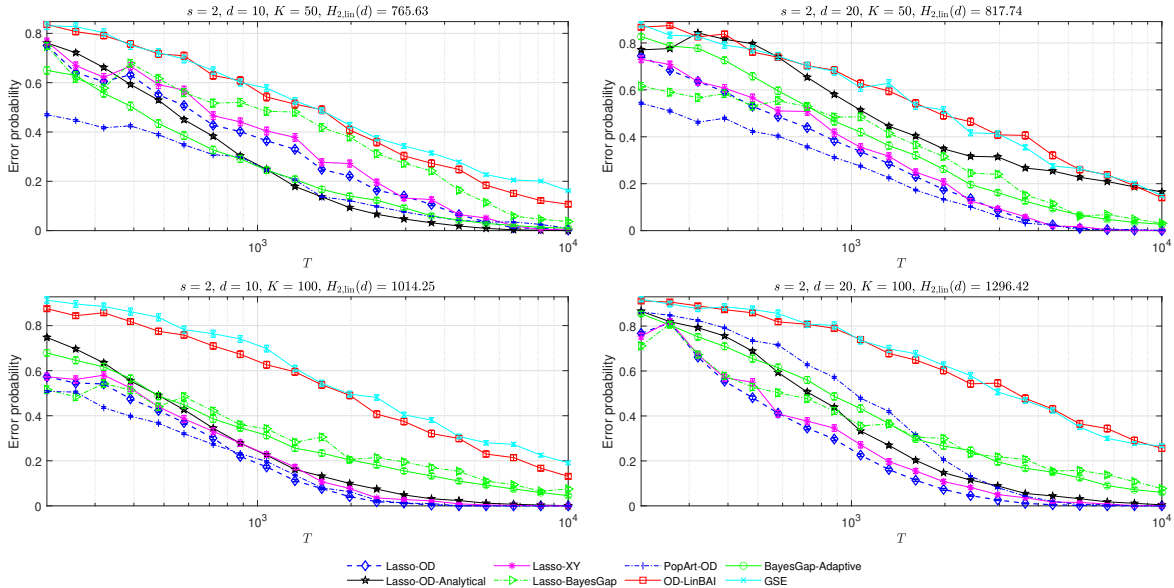 s = 2, d = 10, K = 50, H2,lin(d) = 765.63
Error probability
0.8
0.6
0.4
0.2
0
10^3
10^4
T
s = 2, d = 20, K = 50, H2,lin(d) = 817.74
Error probability
0.8
0.6
0.4
0.2
0
10^3
10^4
T
s = 2, d = 10, K = 100, H2,lin(d) = 1014.25
Error probability
0.8
0.6
0.4
0.2
0
10^3
10^4
T
s = 2, d = 20, K = 100, H2,lin(d) = 1296.42
Error probability
0.8
0.6
0.4
0.2
0
10^3
10^4
T
Lasso-OD Lasso-XY PopArt-OD BayesGap-Adaptive
Lasso-OD-Analytical Lasso-BayesGap OD-LinBAI GSE